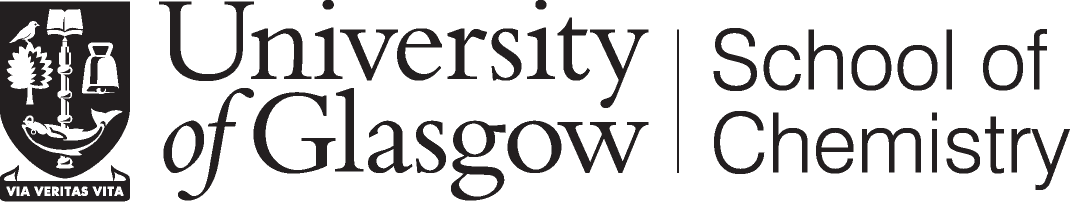 University
of Glasgow
School of
Chemistry
VIA VERITAS VITA